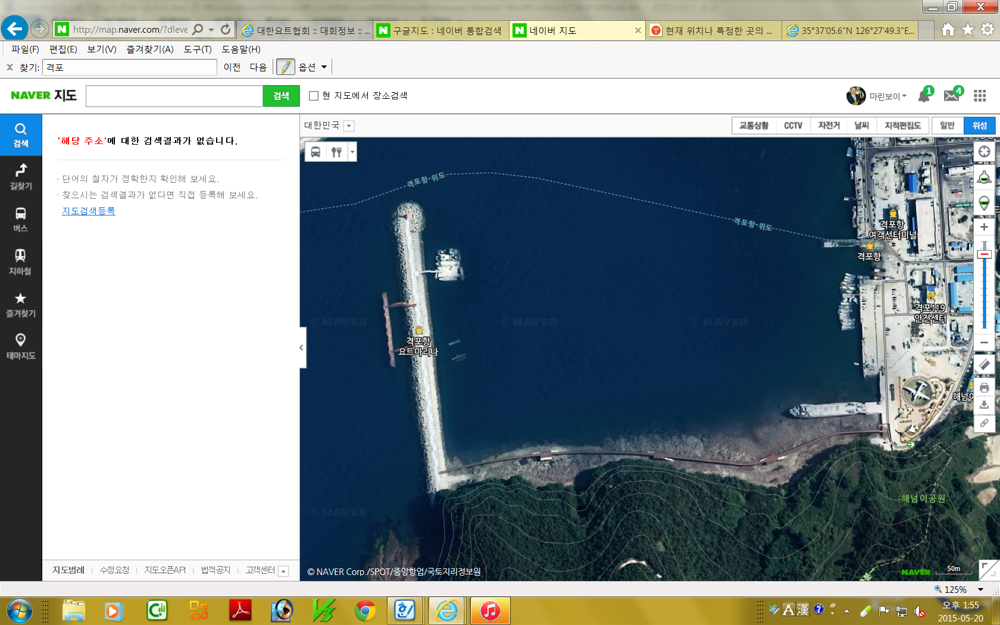 http://map.naver.com/?dleve
대한요트협회 :: 대회정보 :: ...
구글지도 : 네이버 통합검색
네이버 지도
현재 위치나 특정한 곳의 ...
35°37'05.6"N 126°27'49.3"E...
파일(F) 편집(E) 보기(V) 즐겨찾기(A) 도구(T) 도움말(H)
찾기: 격포 이전 다음 옵션
NAVER 지도 검색 현 지도에서 장소검색 마린보이 1 4
대한민국 교통상황 CCTV 자전거 날씨 지적편집도 일반 위성
검색
길찾기
버스
지하철
즐겨찾기
테마지도
'해당 주소'에 대한 검색결과가 없습니다.
단어의 철자가 정확한지 확인해 보세요.
찾으시는 검색결과가 없다면 직접 등록해 보세요.
지도검색등록
격포항-위도
격포항-위도
격포항
여객선터미널
격포항
격포119
안전센터
격포항
요트마리나
해넘이
해넘이공원
© NAVER
© NAVER
© NAVER
© NAVER
지도범례 수정요청 지도오픈API 법적공지 고객센터
© NAVER Corp./SPOT/중앙항업/국토지리정보원
NAVER 50m
125%
A 漢
오후 1:55
2015-05-20